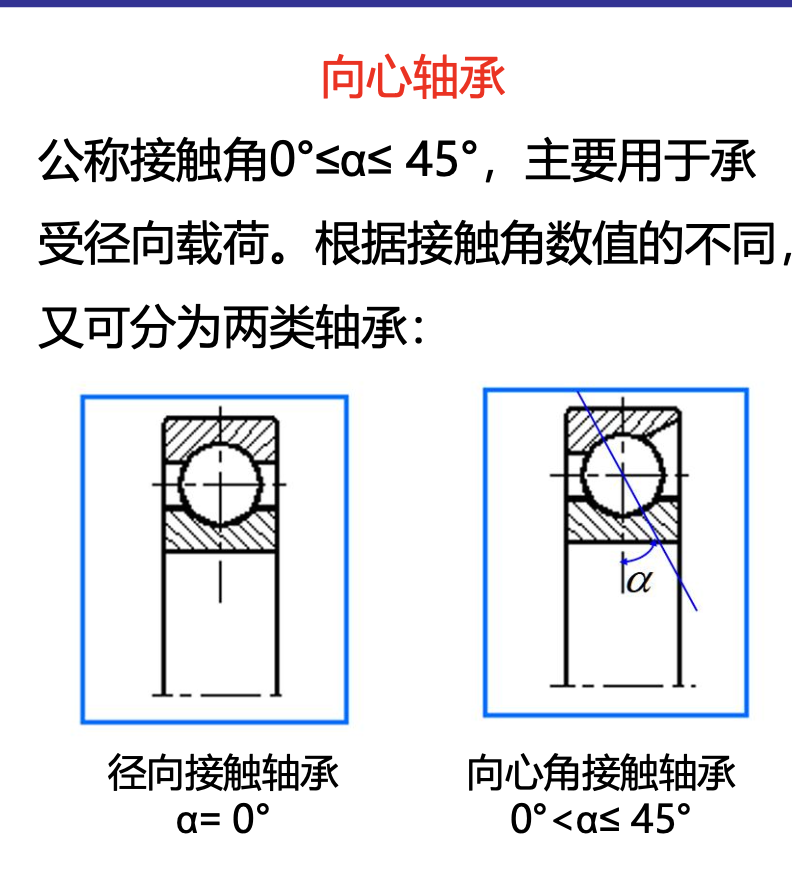 向心轴承
公称接触角0°≤α≤ 45°，主要用于承
受径向载荷。根据接触角数值的不同，
又可分为两类轴承：
α
径向接触轴承
α= 0°
向心角接触轴承
0°<α≤ 45°